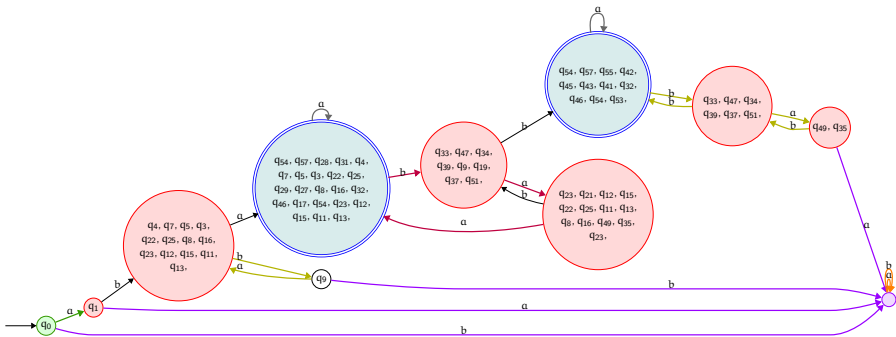 a
q54, q57, q55, q42,
q45, q43, q41, q32,
q46, q54, q53,
b
b
q33, q47, q34,
q39, q37, q51,
a
b
q49, q35
a
q54, q57, q28, q31, q4,
q7, q5, q3, q22, q25,
q29, q27, q8, q16, q32,
q46, q17, q54, q23, q12,
q15, q11, q13,
b
q33, q47, q34,
q39, q9, q19,
q37, q51,
b
a
b
q23, q21, q12, q15,
q22, q25, q11, q13,
q8, q16, q49, q35,
q23,
a
a
q4, q7, q5, q3,
q22, q25, q8, q16,
q23, q12, q15, q11,
q13,
a
b
a
q9
b
b
a
b
q1
a
a
q0
b